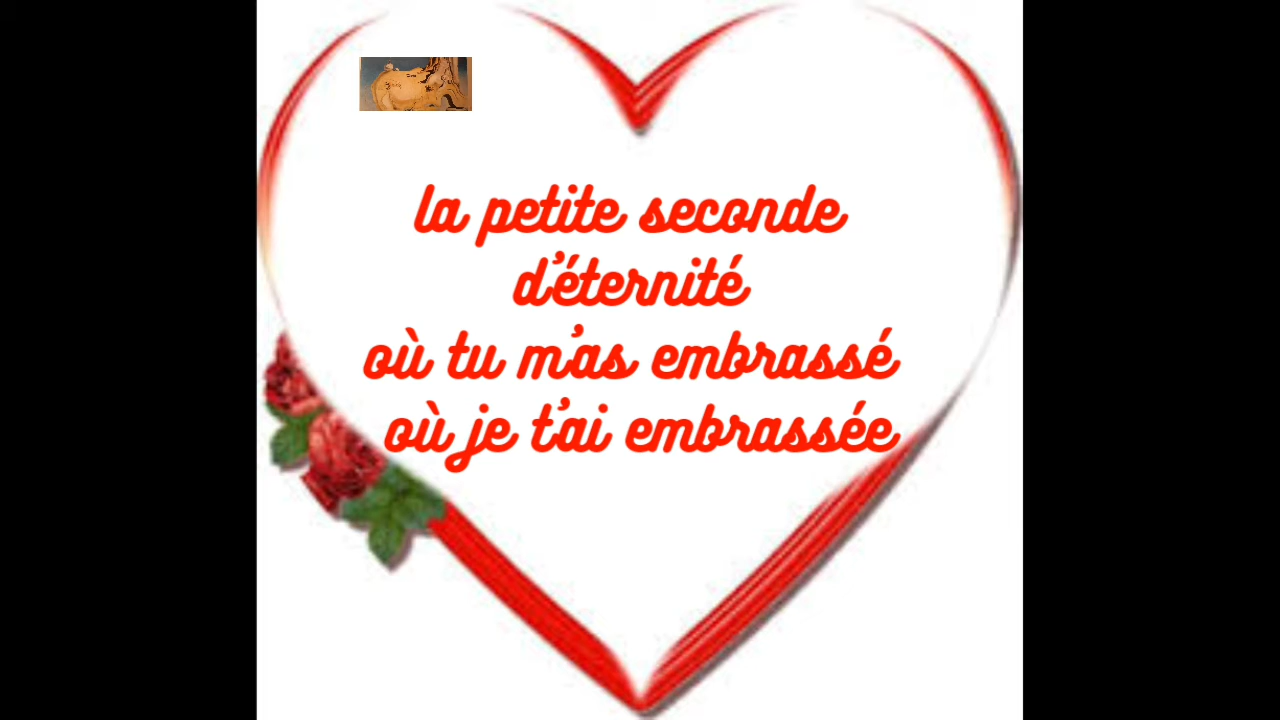 la petite seconde
d'éternité
où tu m'as embrassé
où je t'ai embrassée